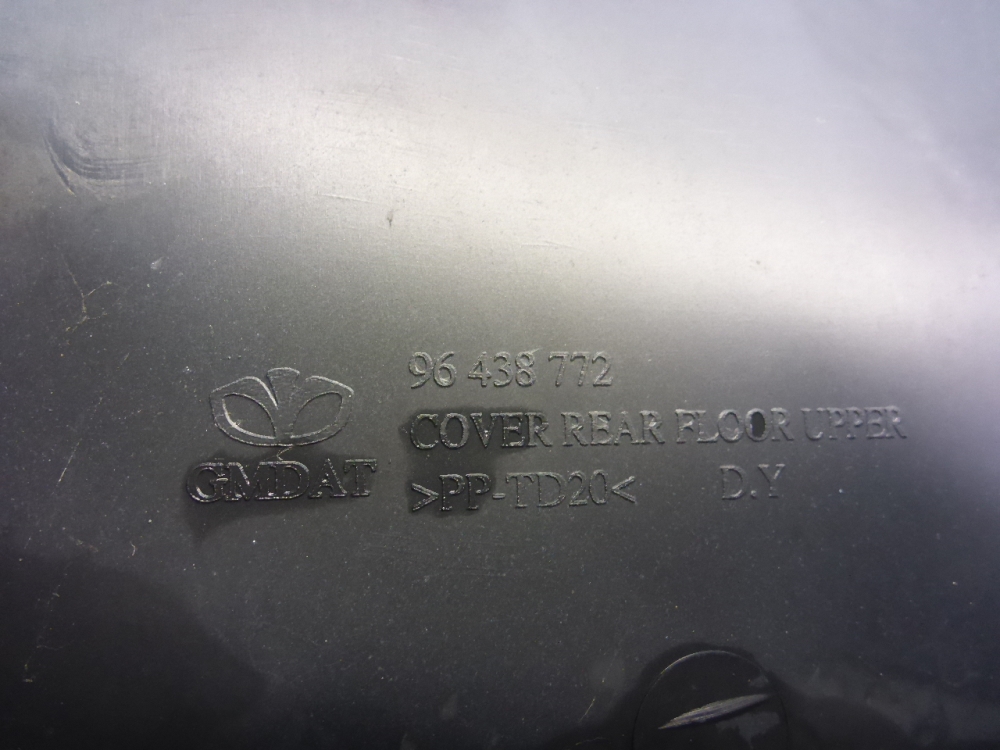 96 438 772
COVER REAR FLOOR UPPER
GMDAT >PP-TD20< D.Y